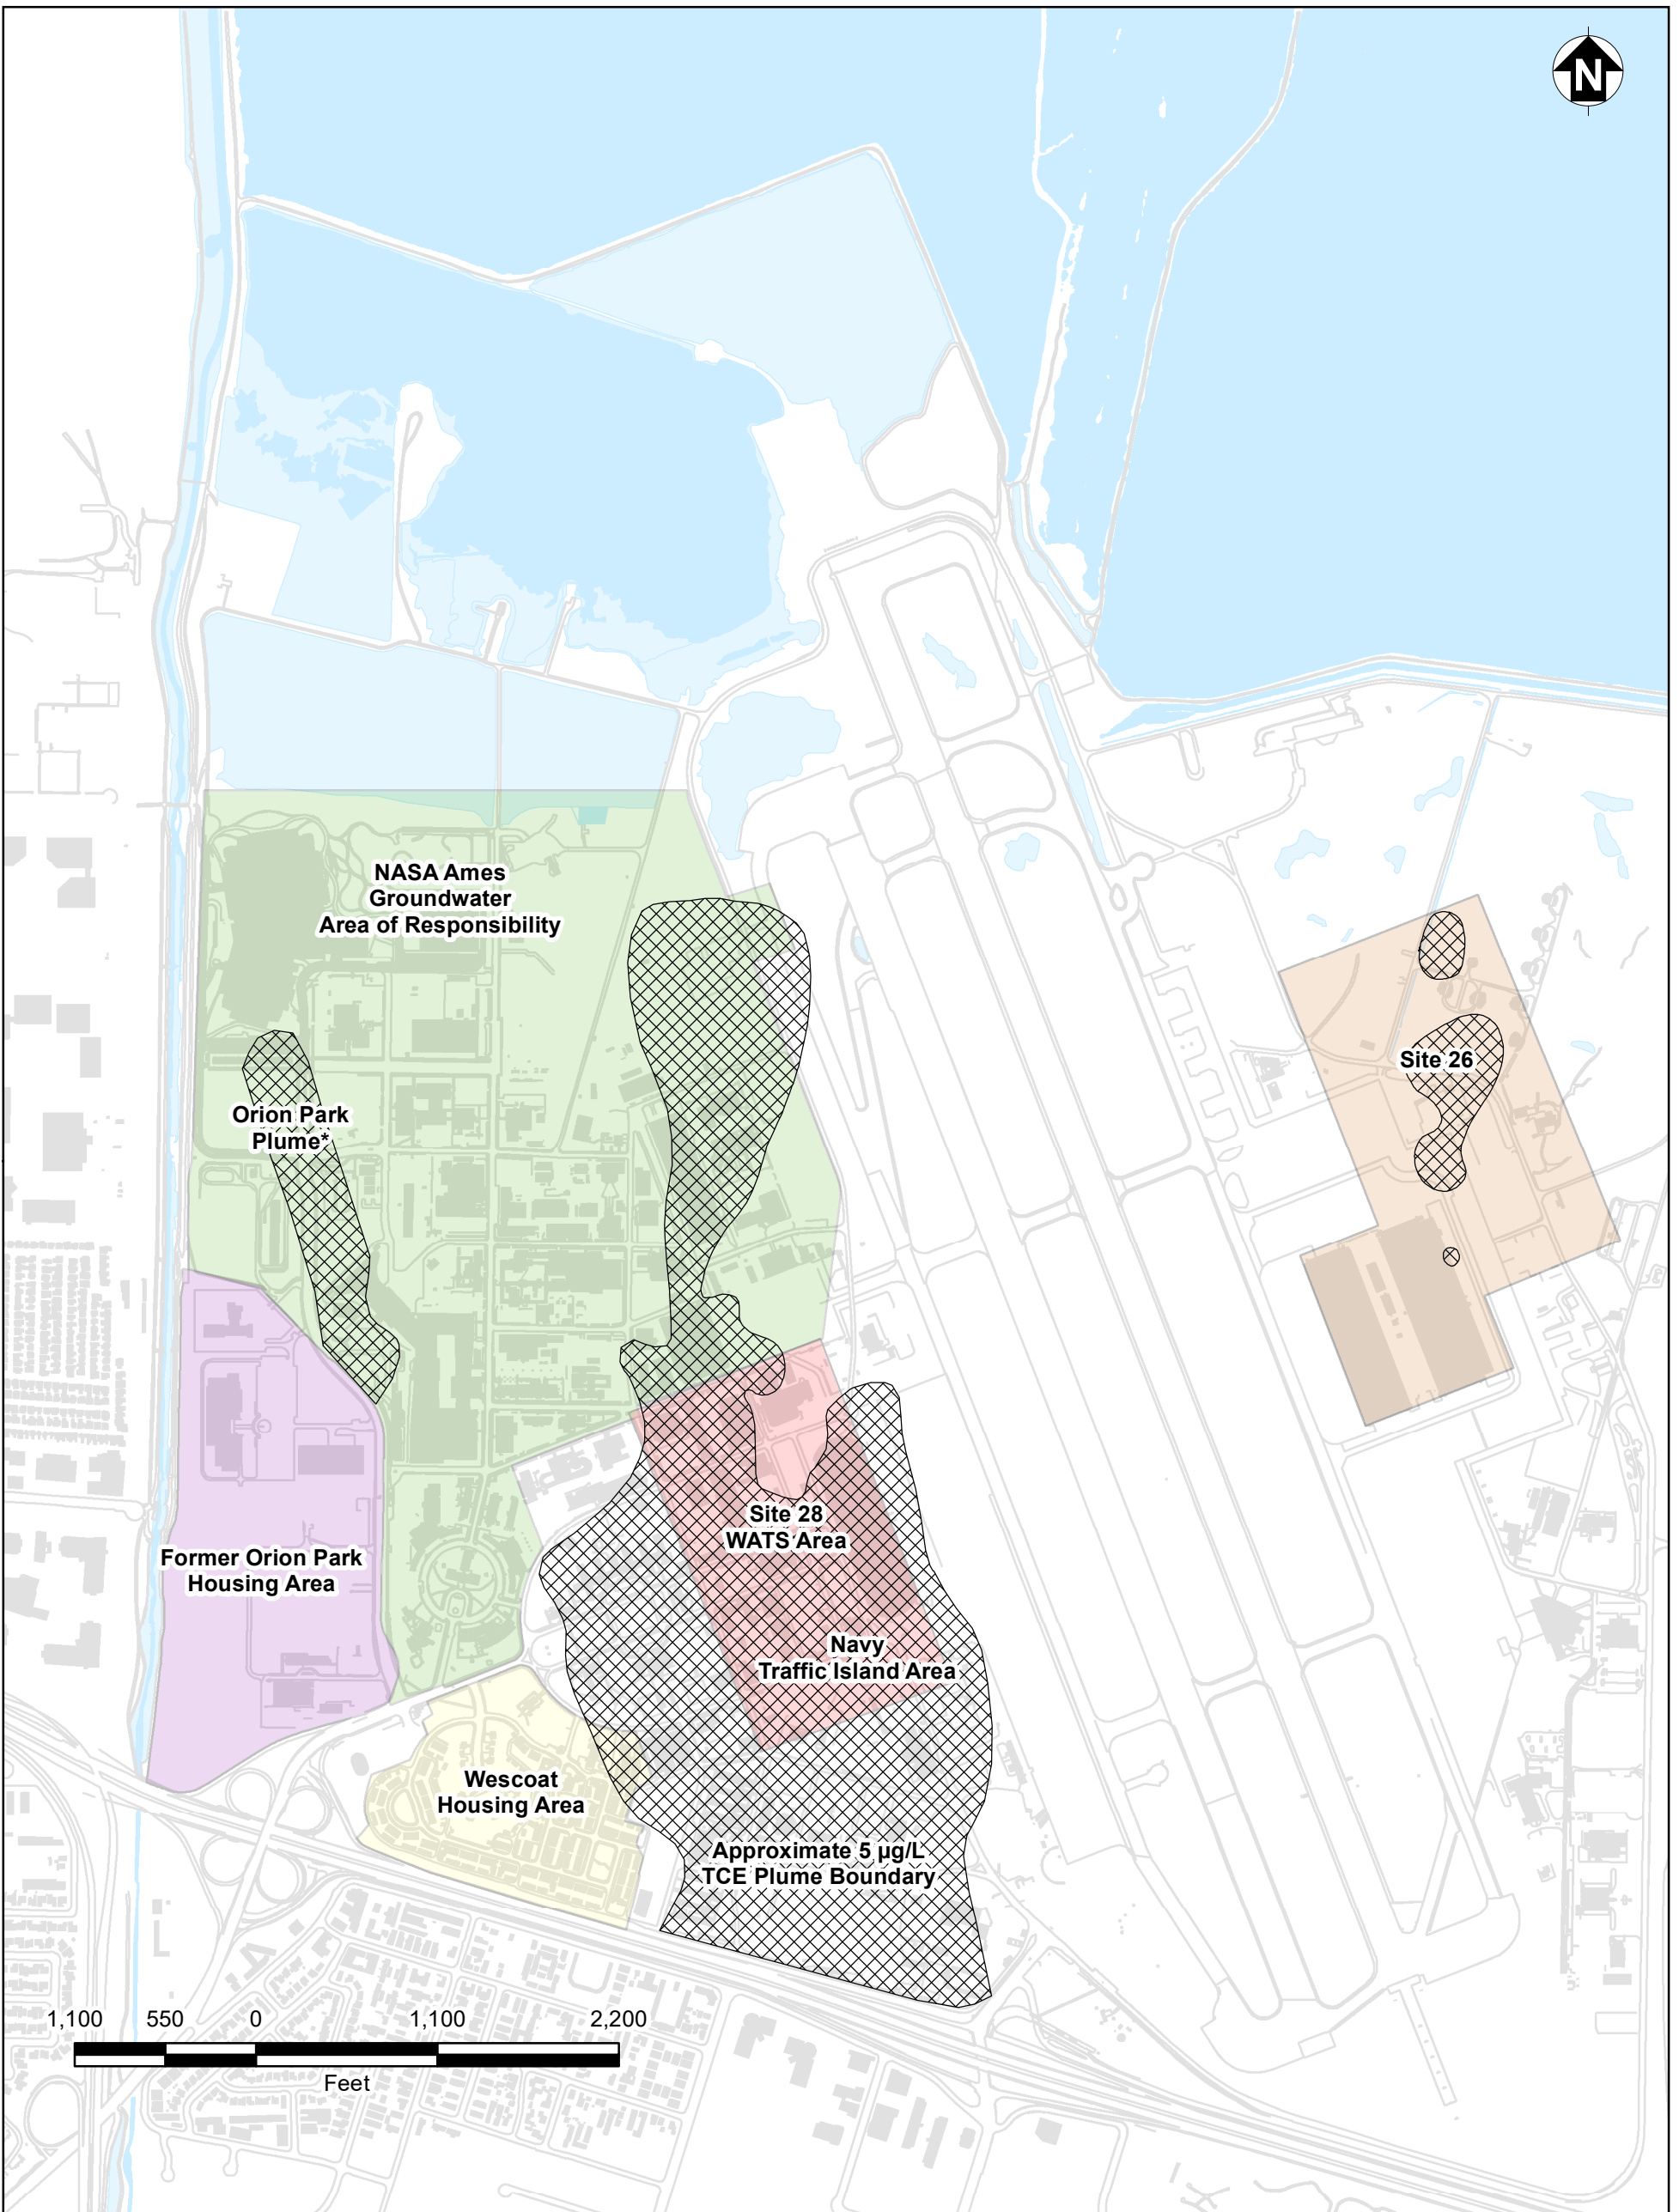 N
NASA Ames
Groundwater
Area of Responsibility
Site 26
Orion Park
Plume*
Site 28
WATS Area
Former Orion Park
Housing Area
Navy
Traffic Island Area
Wescoat
Housing Area
Approximate 5 µg/L
TCE Plume Boundary
1,100 550 0 1,100 2,200
Feet